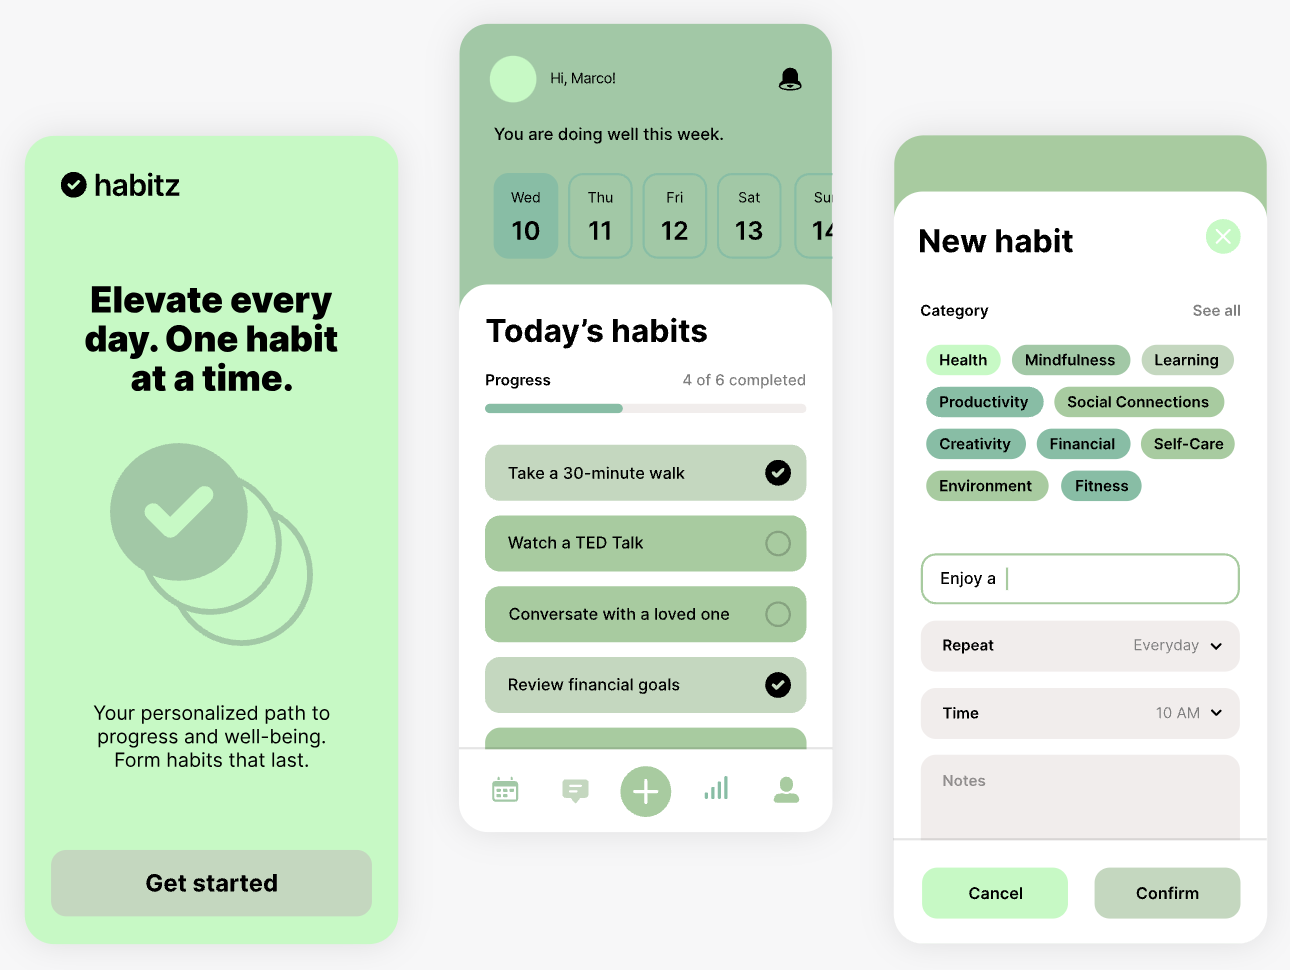 habitz
Elevate every
day. One habit
at a time.
Your personalized path to
progress and well-being.
Form habits that last.
Get started
Hi, Marco!
You are doing well this week.
Wed Thu Fri Sat Sun
10 11 12 13 14
Today’s habits
Progress 4 of 6 completed
Take a 30-minute walk
Watch a TED Talk
Conversate with a loved one
Review financial goals
New habit
Category See all
Health Mindfulness Learning
Productivity Social Connections
Creativity Financial Self-Care
Environment Fitness
Enjoy a
Repeat Everyday
Time 10 AM
Notes
Cancel Confirm